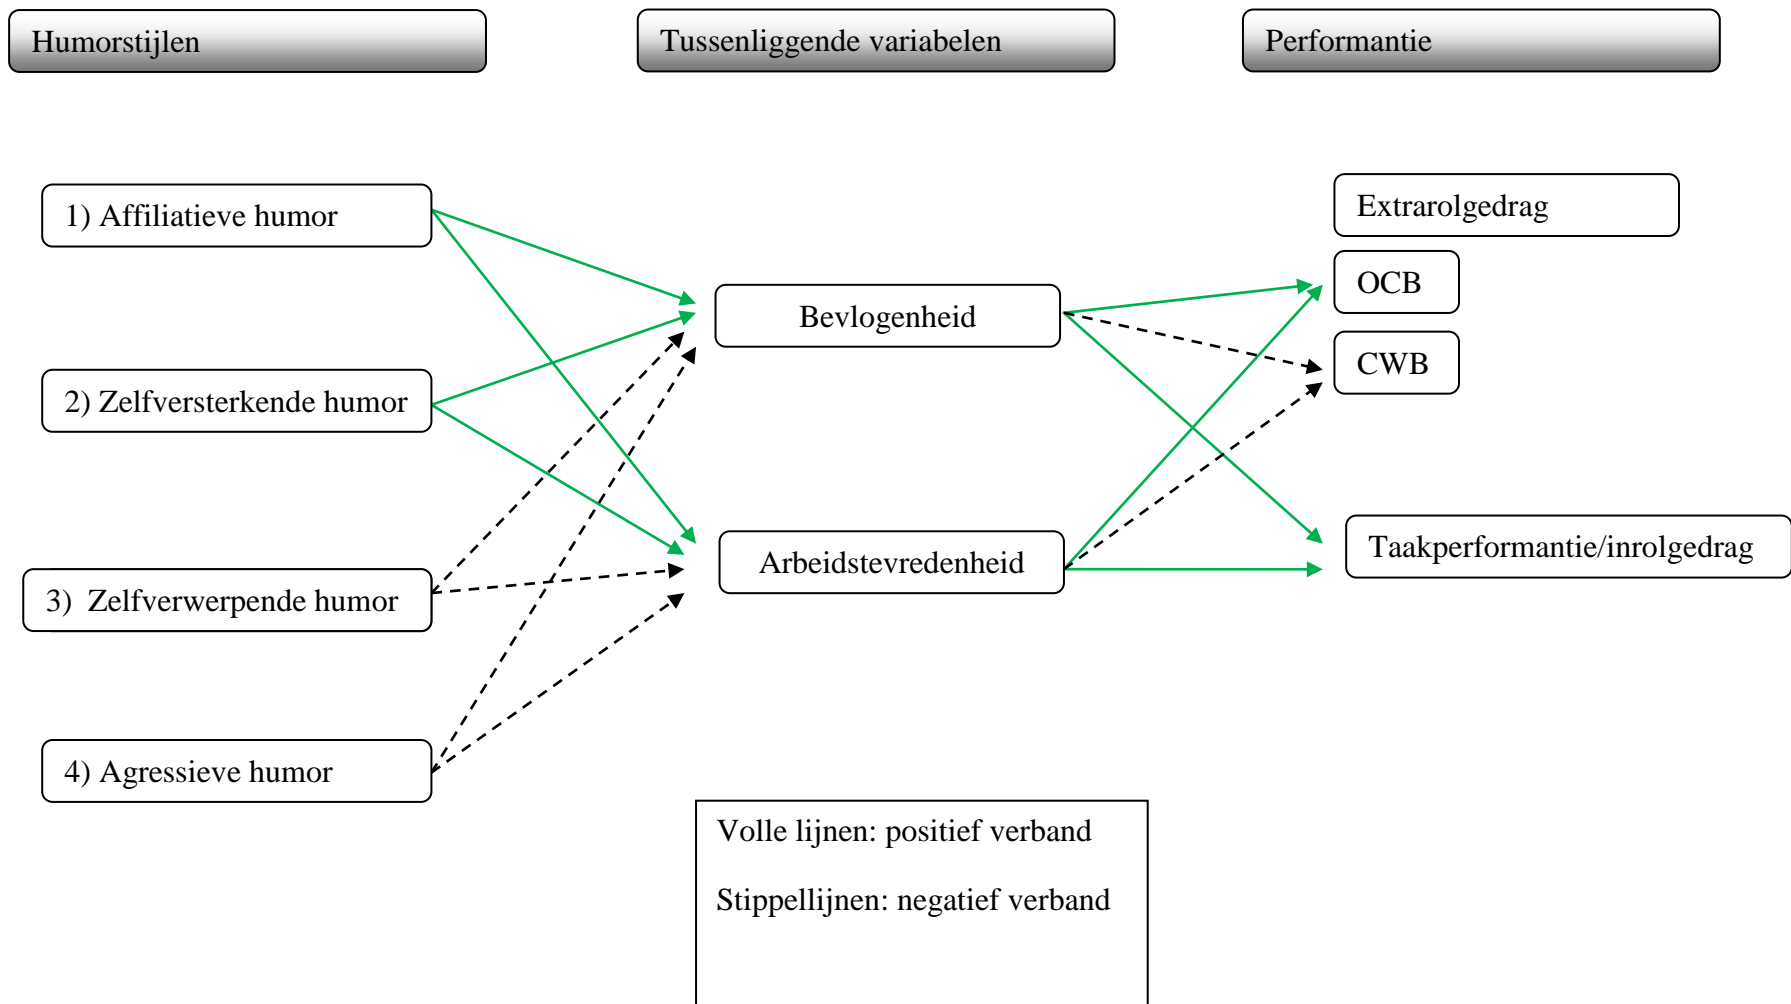 Humorstijlen
Tussenliggende variabelen
Performantie
1) Affiliatieve humor
2) Zelfversterkende humor
3) Zelfverwerpende humor
4) Agressieve humor
Bevlogenheid
Arbeidstevredenheid
Extrarolgedrag
OCB
CWB
Taakperformantie/inrolgedrag
Volle lijnen: positief verband
Stippellijnen: negatief verband